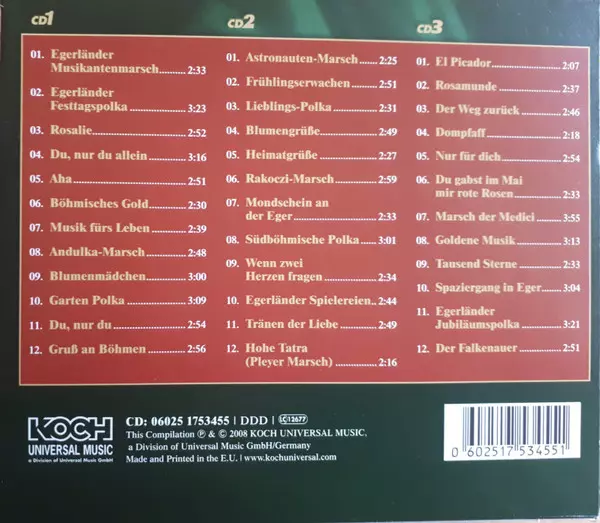 CD1
01. Egerländer
Musikantenmarsch ......... 2:33
02. Egerländer
Festtagspolka ......... 3:23
03. Rosalie ......... 2:52
04. Du, nur du allein ......... 3:16
05. Aha ......... 2:51
06. Böhmisches Gold ......... 2:30
07. Musik fürs Leben ......... 2:39
08. Andulka-Marsch ......... 2:48
09. Blumenmädchen ......... 3:00
10. Garten Polka ......... 3:09
11. Du, nur du ......... 2:54
12. Gruß an Böhmen ......... 2:56
CD2
01. Astronauten-Marsch ......... 2:25
02. Frühlingserwachen ......... 2:51
03. Lieblings-Polka ......... 2:31
04. Blumengrüße ......... 2:49
05. Heimatgrüße ......... 2:27
06. Rakoczi-Marsch ......... 2:59
07. Mondschein an
der Eger ......... 2:33
08. Südböhmische Polka ......... 3:01
09. Wenn zwei
Herzen fragen ......... 2:34
10. Egerländer Spielereien ... 2:44
11. Tränen der Liebe ......... 2:49
12. Hohe Tatra
(Pleyer Marsch) ......... 2:16
CD3
01. El Picador ......... 2:07
02. Rosamunde ......... 2:37
03. Der Weg zurück ......... 2:46
04. Dompfaff ......... 2:18
05. Nur für dich ......... 2:54
06. Du gabst im Mai
mir rote Rosen ......... 2:33
07. Marsch der Medici ......... 3:55
08. Goldene Musik ......... 3:13
09. Tausend Sterne ......... 2:33
10. Spaziergang in Eger ......... 3:04
11. Egerländer
Jubiläumspolka ......... 3:21
12. Der Falkenauer ......... 2:51
KOCH
UNIVERSAL MUSIC
a Division of Universal Music GmbH
CD: 06025 1753455 | DDD | LC12677
This Compilation ℗ & © 2008 KOCH UNIVERSAL MUSIC,
a Division of Universal Music GmbH/Germany
Made and Printed in the E.U. | www.kochuniversal.com
0 602517 534551